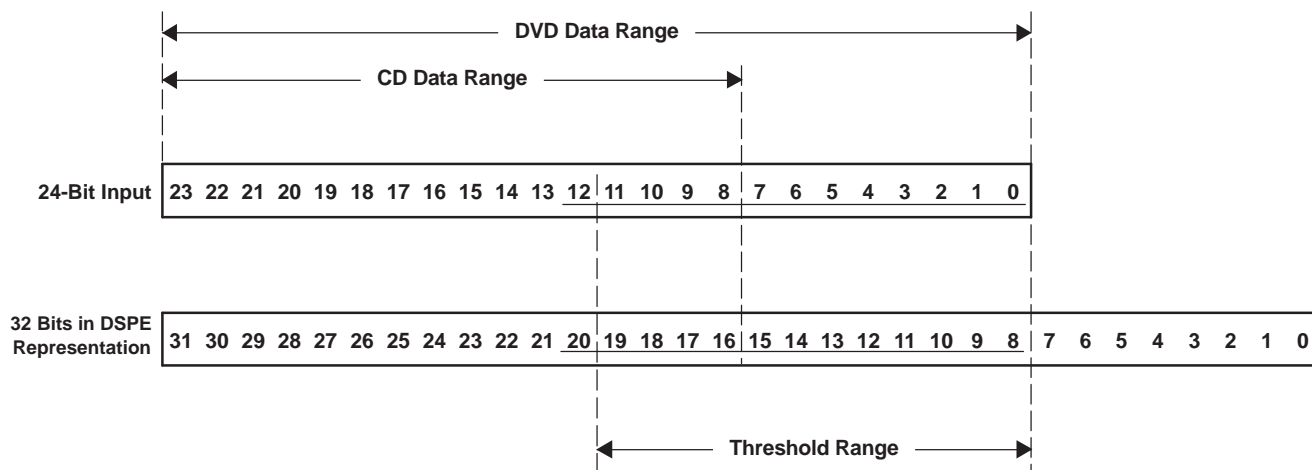 DVD Data Range
CD Data Range
24-Bit Input 23 22 21 20 19 18 17 16 15 14 13 12 11 10 9 8 7 6 5 4 3 2 1 0
32 Bits in DSPE
Representation 31 30 29 28 27 26 25 24 23 22 21 20 19 18 17 16 15 14 13 12 11 10 9 8 7 6 5 4 3 2 1 0
Threshold Range